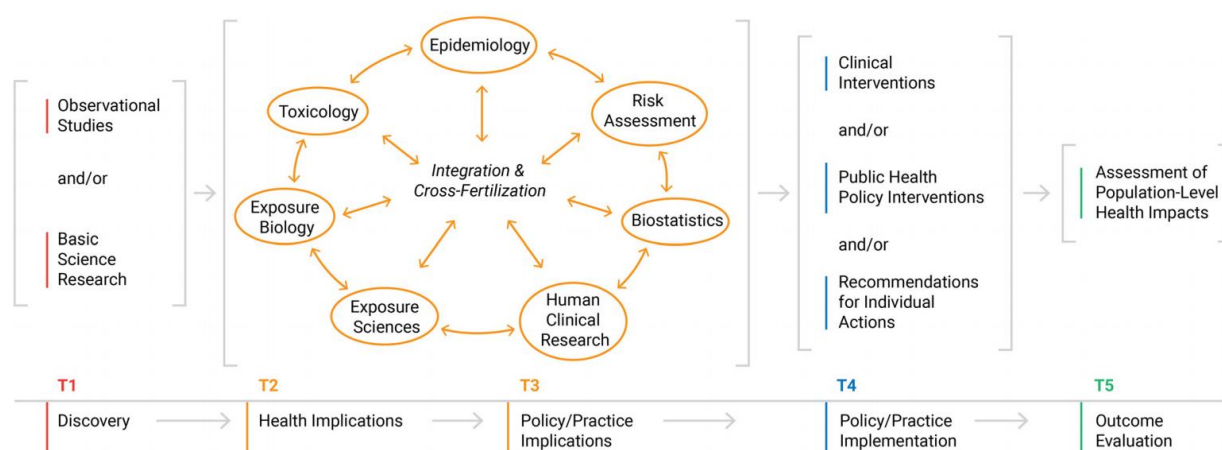 Observational
Studies
and/or
Basic
Science
Research
Epidemiology
Toxicology
Risk
Assessment
Integration &
Cross-Fertilization
Exposure
Biology
Biostatistics
Exposure
Sciences
Human
Clinical
Research
Clinical
Interventions
and/or
Public Health
Policy Interventions
and/or
Recommendations
for Individual
Actions
Assessment of
Population-Level
Health Impacts
T1
Discovery
T2
Health Implications
T3
Policy/Practice
Implications
T4
Policy/Practice
Implementation
T5
Outcome
Evaluation